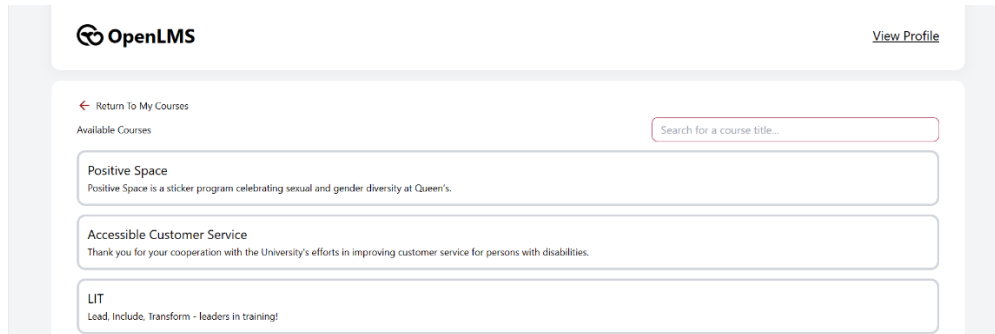 OpenLMS
View Profile
Return To My Courses
Available Courses
Search for a course title...
Positive Space
Positive Space is a sticker program celebrating sexual and gender diversity at Queen's.
Accessible Customer Service
Thank you for your cooperation with the University's efforts in improving customer service for persons with disabilities.
LIT
Lead, Include, Transform - leaders in training!